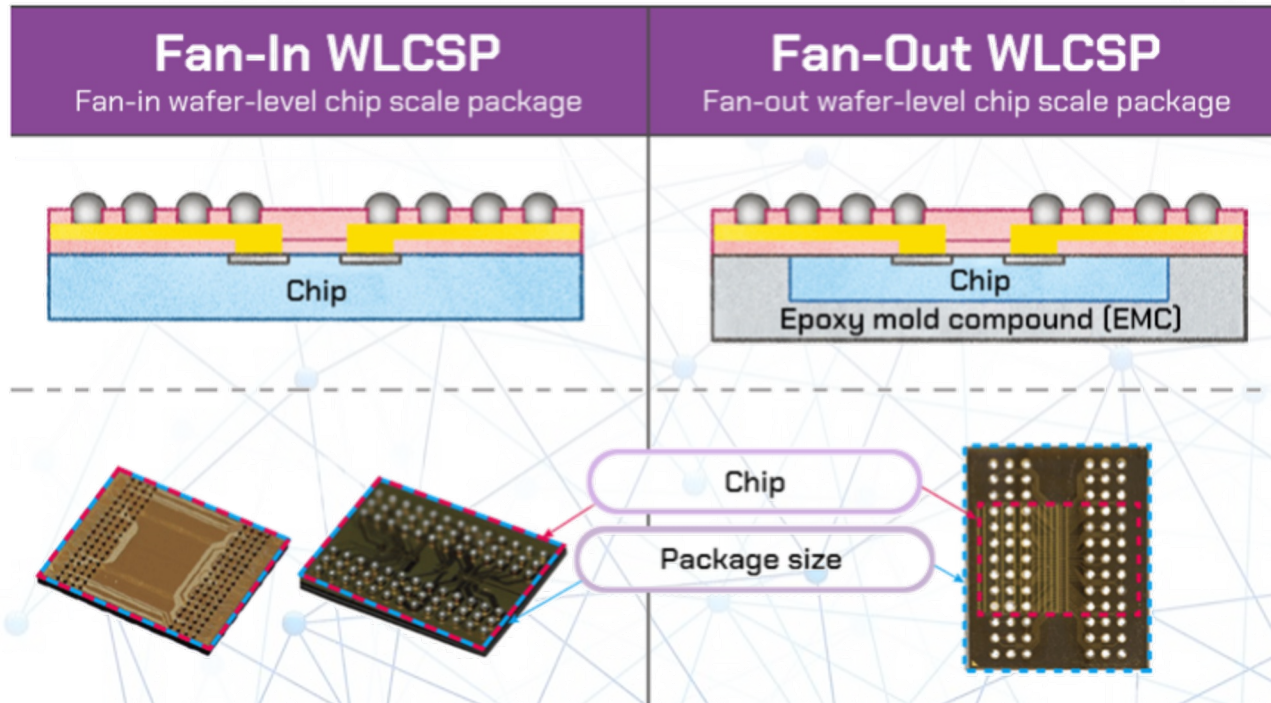 Fan-In WLCSP
Fan-in wafer-level chip scale package
Fan-Out WLCSP
Fan-out wafer-level chip scale package
Chip
Chip
Epoxy mold compound (EMC)
Chip
Package size